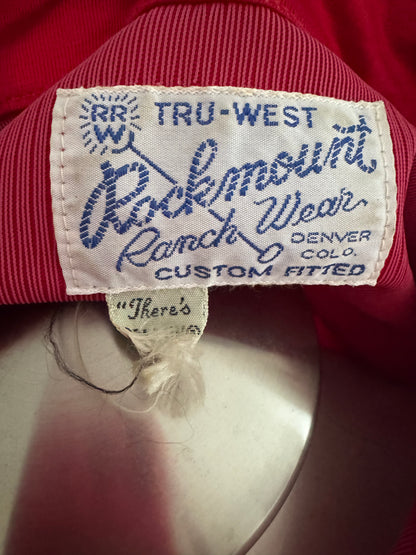 RR
W
TRU-WEST
Rockmount
Ranch Wear
DENVER
COLO.
CUSTOM FITTED
"There's